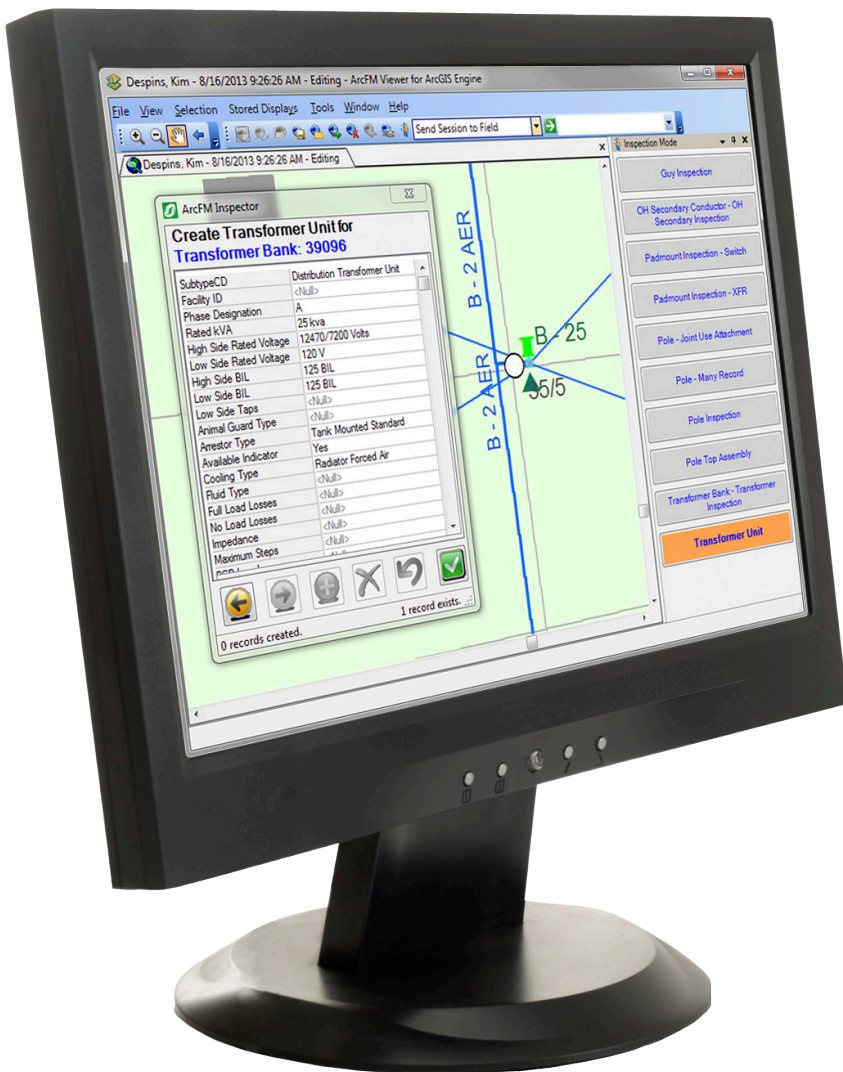 Despins, Kim - 8/16/2013 9:26:26 AM - Editing - ArcFM Viewer for ArcGIS Engine
File View Selection Stored Displays Tools Window Help
Send Session to Field
Despins, Kim - 8/16/2013 9:26:26 AM - Editing
ArcFM Inspector
Create Transformer Unit for
Transformer Bank: 39096
SubtypeCD Distribution Transformer Unit
Facility ID <Null>
Phase Designation A
Rated kVA 25 kva
High Side Rated Voltage 12470/7200 Volts
Low Side Rated Voltage 120 V
High Side BIL 125 BIL
Low Side BIL 125 BIL
Low Side Taps <Null>
Animal Guard Type <Null>
Arrestor Type Tank Mounted Standard
Available Indicator Yes
Cooling Type Radiator Forced Air
Fluid Type <Null>
Full Load Losses <Null>
No Load Losses <Null>
Impedance <Null>
Maximum Steps <Null>
0 records created. 1 record exists.
B - 2 AER
B - 2 AER
B - 25
35/5
Inspection Mode
Guy Inspection
OH Secondary Conductor - OH
Secondary Inspection
Padmount Inspection - Switch
Padmount Inspection - XFR
Pole - Joint Use Attachment
Pole - Many Record
Pole Inspection
Pole Top Assembly
Transformer Bank - Transformer
Inspection
Transformer Unit